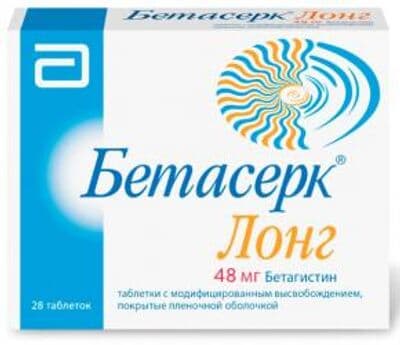 Бетасерк®
Лонг
48 мг Бетагистин
таблетки с модифицированным высвобождением,
покрытые пленочной оболочкой
28 таблеток